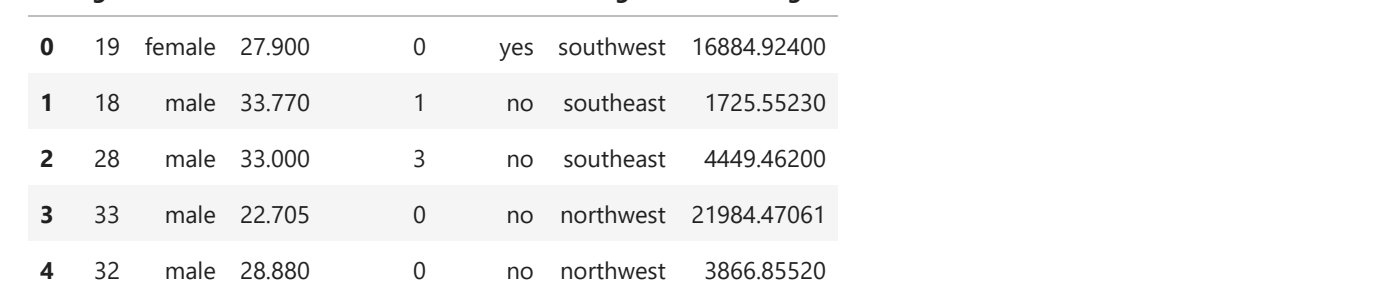 0 19 female 27.900 0 yes southwest 16884.92400
1 18 male 33.770 1 no southeast 1725.55230
2 28 male 33.000 3 no southeast 4449.46200
3 33 male 22.705 0 no northwest 21984.47061
4 32 male 28.880 0 no northwest 3866.85520